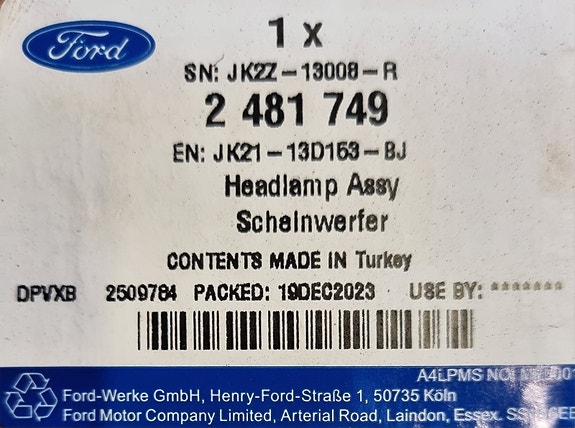 Ford
1 x
SN: JK2Z-13008-R
2 481 749
EN: JK21-13D153-BJ
Headlamp Assy
Scheinwerfer
CONTENTS MADE IN Turkey
DPVXB 2509784 PACKED: 19DEC2023 USE BY: *******
A4LPMS NO:
Ford-Werke GmbH, Henry-Ford-Straße 1, 50735 Köln
Ford Motor Company Limited, Arterial Road, Laindon, Essex.